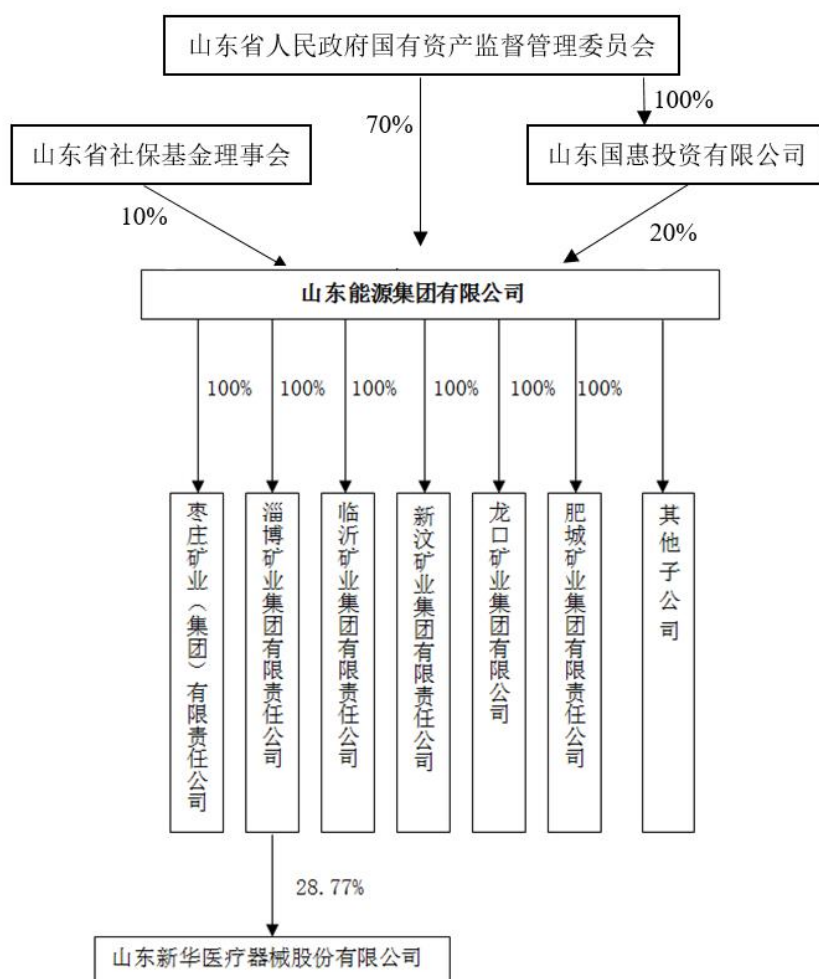 山东省人民政府国有资产监督管理委员会
70%
100%
山东省社保基金理事会
山东国惠投资有限公司
10%
20%
山东能源集团有限公司
100%
100%
100%
100%
100%
100%
枣庄矿业（集团）有限责任公司
淄博矿业集团有限责任公司
临沂矿业集团有限责任公司
新汶矿业集团有限责任公司
龙口矿业集团有限公司
肥城矿业集团有限责任公司
其他子公司
28.77%
山东新华医疗器械股份有限公司